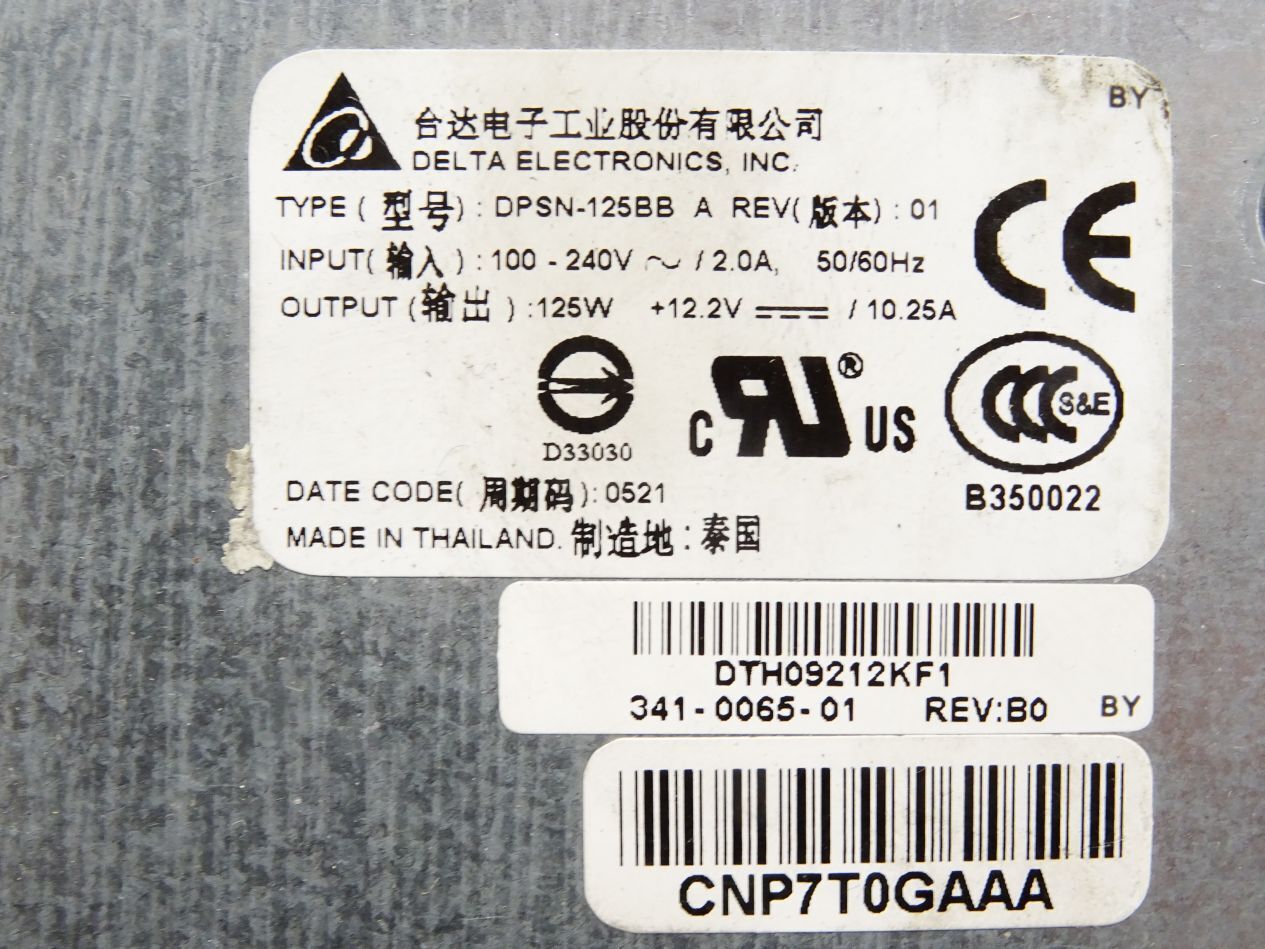 BY
台达电子工业股份有限公司
DELTA ELECTRONICS, INC.
TYPE (型号): DPSN-125BB A REV(版本): 01
INPUT(输入): 100 - 240V ～ / 2.0A, 50/60Hz
OUTPUT (输出) :125W +12.2V ⎓ / 10.25A
CE
D33030
C RU ® US
CCC S&E
B350022
DATE CODE( 周期码): 0521
MADE IN THAILAND. 制造地: 泰国
DTH09212KF1
341-0065-01 REV:B0 BY
CNP7T0GAAA